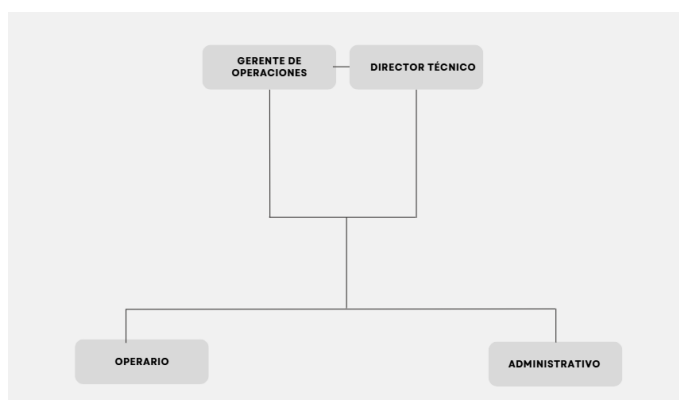 GERENTE DE
OPERACIONES
DIRECTOR TÉCNICO
OPERARIO
ADMINISTRATIVO